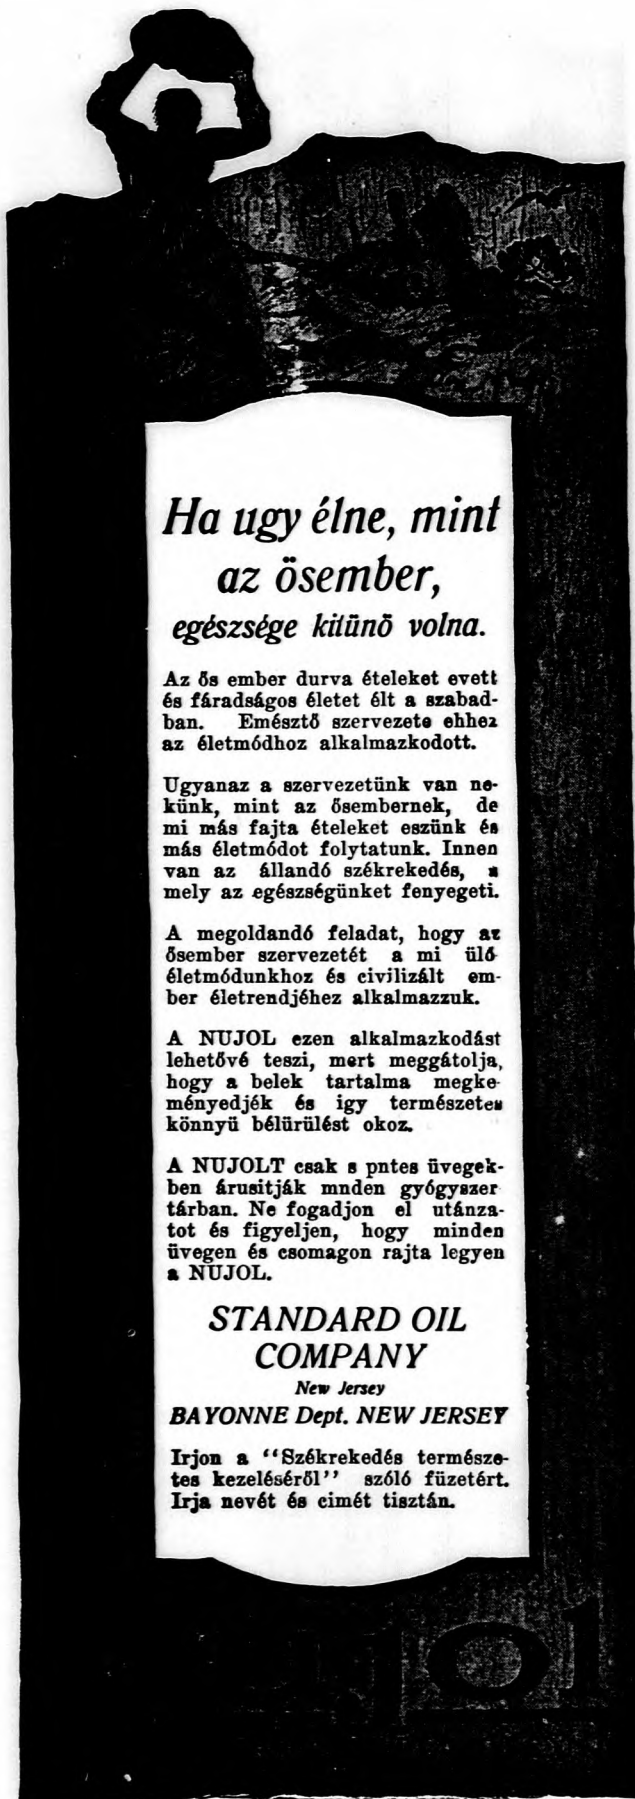 Ha ugy élne, mint
az ősember,
egészsége kitünő volna.
Az ős ember durva ételeket evett
és fáradságos életet élt a szabad-
ban. Emésztő szervezete ehhez
az életmódhoz alkalmazkodott.
Ugyanaz a szervezetünk van ne-
künk, mint az ősembernek, de
mi más fajta ételeket eszünk és
más életmódot folytatunk. Innen
van az állandó székrekedés, a
mely az egészségünket fenyegeti.
A megoldandó feladat, hogy az
ősember szervezetét a mi ülő
életmódunkhoz és civilizált em-
ber életrendjéhez alkalmazzuk.
A NUJOL ezen alkalmazkodást
lehetővé teszi, mert meggátolja,
hogy a belek tartalma megke-
ményedjék és igy természetes
könnyü bélürülést okoz.
A NUJOLT csak s pntes üvegek-
ben árusitják mnden gyógyszer
tárban. Ne fogadjon el utánza-
tot és figyeljen, hogy minden
üvegen és csomagon rajta legyen
a NUJOL.
STANDARD OIL
COMPANY
New Jersey
BAYONNE Dept. NEW JERSEY
Irjon a "Székrekedés természe-
tes kezeléséről" szóló füzetért.
Irja nevét és cimét tisztán.